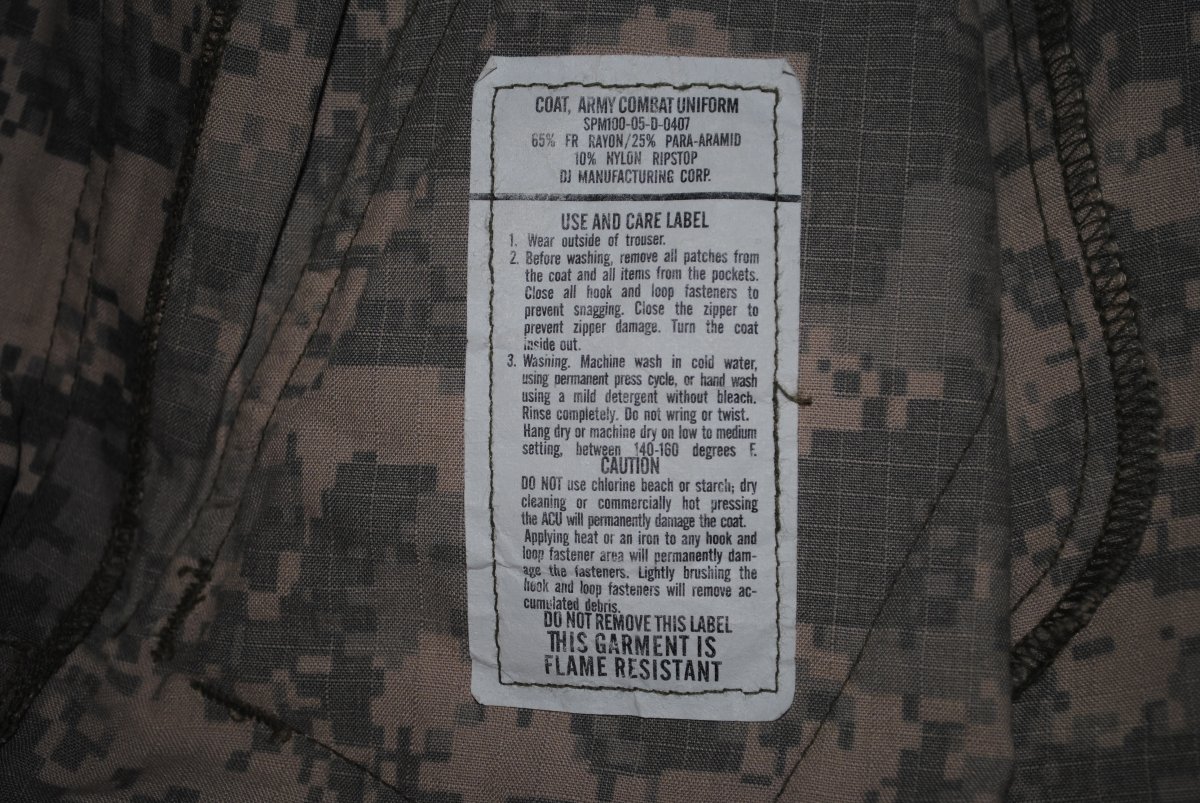 COAT, ARMY COMBAT UNIFORM
SPM100-05-D-0407
65% FR RAYON/25% PARA-ARAMID
10% NYLON RIPSTOP
DJ MANUFACTURING CORP.
USE AND CARE LABEL
1. Wear outside of trouser.
2. Before washing, remove all patches from
the coat and all items from the pockets.
Close all hook and loop fasteners to
prevent snagging. Close the zipper to
prevent zipper damage. Turn the coat
inside out.
3. Washing. Machine wash in cold water,
using permanent press cycle, or hand wash
using a mild detergent without bleach.
Rinse completely. Do not wring or twist.
Hang dry or machine dry on low to medium
setting, between 140-160 degrees F.
CAUTION
DO NOT use chlorine beach or starch; dry
cleaning or commercially hot pressing
the ACU will permanently damage the coat.
Applying heat or an iron to any hook and
loop fastener area will permanently dam-
age the fasteners. Lightly brushing the
hook and loop fasteners will remove ac-
cumulated debris.
DO NOT REMOVE THIS LABEL
THIS GARMENT IS
FLAME RESISTANT